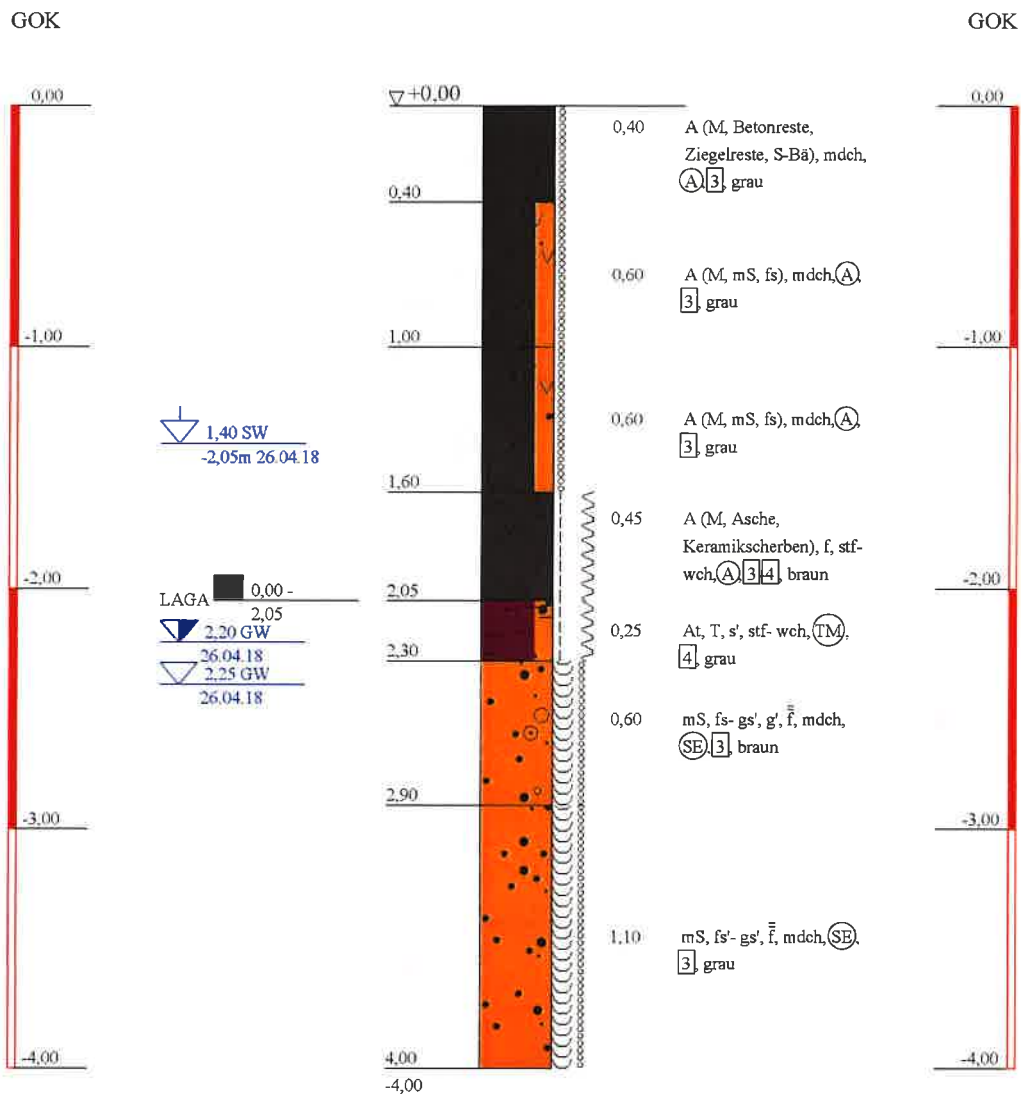 GOK
GOK
0,00
▽ +0,00
0,00
0,40
A (M, Betonreste,
Ziegelreste, S-Bä), mdch,
A, 3, grau
0,40
0,60
A (M, mS, fs), mdch, A,
3, grau
-1,00
1,00
-1,00
0,60
A (M, mS, fs), mdch, A,
3, grau
1,40 SW
-2,05m 26.04.18
1,60
0,45
A (M, Asche,
Keramikscherben), f, stf-
wch, A, 3-4, braun
-2,00
LAGA
0,00 -
2,05
2,05
-2,00
0,25
At, T, s', stf- wch, TM,
4, grau
2,20 GW
26.04.18
2,30
2,25 GW
26.04.18
0,60
mS, fs- gs', g', f̿, mdch,
SE, 3, braun
2,90
-3,00
-3,00
1,10
mS, fs'- gs', f̿, mdch, SE,
3, grau
-4,00
4,00
-4,00
-4,00